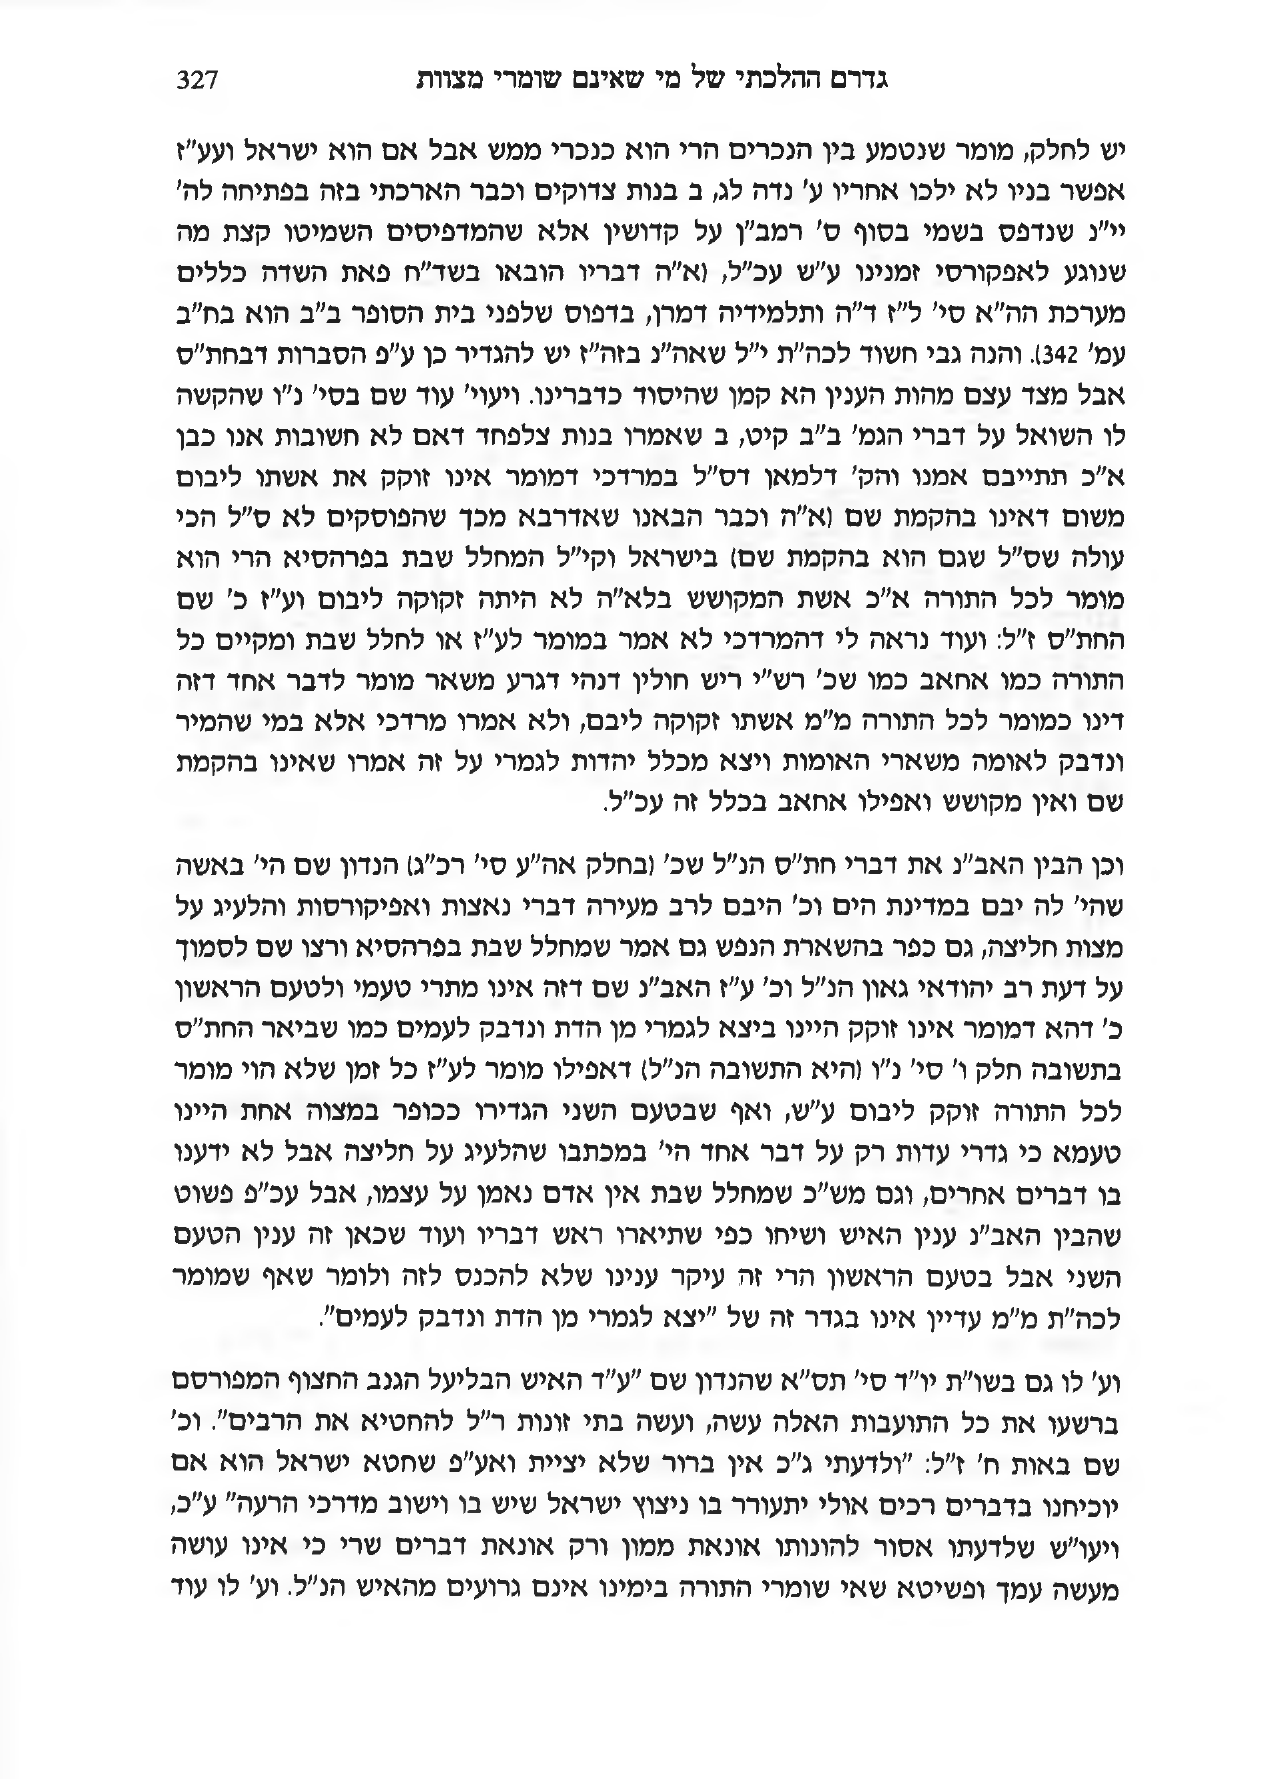 גדרם ההלכתי של מי שאינם שומרי מצוות 327
יש לחלק, מומר שנטמע בין הנכרים הרי הוא כנכרי ממש אבל אם הוא ישראל ועע"ז
אפשר בניו לא ילכו אחריו ע' נדה לג, ב בנות צדוקים וכבר הארכתי בזה בפתיחה לה'
יי"נ שנדפס בשמי בסוף ס' רמב"ן על קדושין אלא שהמדפיסים השמיטו קצת מה
שנוגע לאפקורסי זמנינו ע"ש עכ"ל, (א"ה דבריו הובאו בשד"ח פאת השדה כללים
מערכת הה"א סי' ל"ז ד"ה ותלמידיה דמרן, בדפוס שלפני בית הסופר ב"ב הוא בח"ב
עמ' 342). והנה גבי חשוד לכה"ת י"ל שאה"נ בזה"ז יש להגדיר כן ע"פ הסברות דבחת"ס
אבל מצד עצם מהות הענין הא קמן שהיסוד כדברינו. ויעוי' עוד שם בסי' נ"ו שהקשה
לו השואל על דברי הגמ' ב"ב קיט, ב שאמרו בנות צלפחד דאם לא חשובות אנו כבן
א"כ תתייבם אמנו והק' דלמאן דס"ל במרדכי דמומר אינו זוקק את אשתו ליבום
משום דאינו בהקמת שם (א"ה וכבר הבאנו שאדרבא מכך שהפוסקים לא ס"ל הכי
עולה שס"ל שגם הוא בהקמת שם) בישראל וקי"ל המחלל שבת בפרהסיא הרי הוא
מומר לכל התורה א"כ אשת המקושש בלא"ה לא היתה זקוקה ליבום וע"ז כ' שם
החת"ס ז"ל: ועוד נראה לי דהמרדכי לא אמר במומר לע"ז או לחלל שבת ומקיים כל
התורה כמו אחאב כמו שכ' רש"י ריש חולין דנהי דגרע משאר מומר לדבר אחד דזה
דינו כמומר לכל התורה מ"מ אשתו זקוקה ליבם, ולא אמרו מרדכי אלא במי שהמיר
ונדבק לאומה משארי האומות ויצא מכלל יהדות לגמרי על זה אמרו שאינו בהקמת
שם ואין מקושש ואפילו אחאב בכלל זה עכ"ל.
וכן הבין האב"נ את דברי חת"ס הנ"ל שכ' (בחלק אה"ע סי' רכ"ג) הנדון שם הי' באשה
שהי' לה יבם במדינת הים וכ' היבם לרב מעירה דברי נאצות ואפיקורסות והלעיג על
מצות חליצה, גם כפר בהשארת הנפש גם אמר שמחלל שבת בפרהסיא ורצו שם לסמוך
על דעת רב יהודאי גאון הנ"ל וכ' ע"ז האב"נ שם דזה אינו מתרי טעמי ולטעם הראשון
כ' דהא דמומר אינו זוקק היינו ביצא לגמרי מן הדת ונדבק לעמים כמו שביאר החת"ס
בתשובה חלק ו' סי' נ"ו (היא התשובה הנ"ל) דאפילו מומר לע"ז כל זמן שלא הוי מומר
לכל התורה זוקק ליבום ע"ש, ואף שבטעם השני הגדירו ככופר במצוה אחת היינו
טעמא כי גדרי עדות רק על דבר אחד הי' במכתבו שהלעיג על חליצה אבל לא ידענו
בו דברים אחרים, וגם מש"כ שמחלל שבת אין אדם נאמן על עצמו, אבל עכ"פ פשוט
שהבין האב"נ ענין האיש ושיחו כפי שתיארו ראש דבריו ועוד שכאן זה ענין הטעם
השני אבל בטעם הראשון הרי זה עיקר ענינו שלא להכנס לזה ולומר שאף שמומר
לכה"ת מ"מ עדיין אינו בגדר זה של "יצא לגמרי מן הדת ונדבק לעמים".
וע' לו גם בשו"ת יו"ד סי' תס"א שהנדון שם "ע"ד האיש הבליעל הגנב החצוף המפורסם
ברשעו את כל התועבות האלה עשה, ועשה בתי זונות ר"ל להחטיא את הרבים". וכ'
שם באות ח' ז"ל: "ולדעתי ג"כ אין ברור שלא יציית ואע"פ שחטא ישראל הוא אם
יוכיחנו בדברים רכים אולי יתעורר בו ניצוץ ישראל שיש בו וישוב מדרכי הרעה" ע"כ,
ויעו"ש שלדעתו אסור להונותו אונאת ממון ורק אונאת דברים שרי כי אינו עושה
מעשה עמך ופשיטא שאי שומרי התורה בימינו אינם גרועים מהאיש הנ"ל. וע' לו עוד